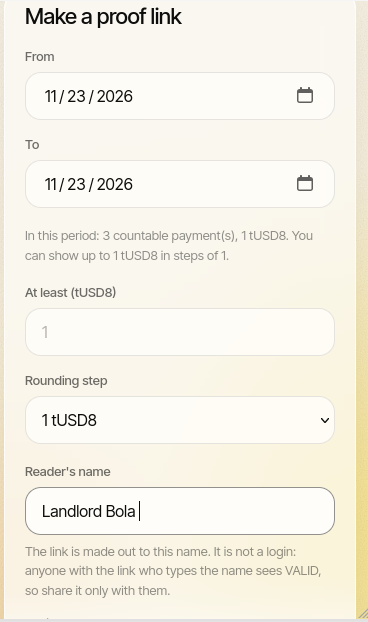 Make a proof link
From
11 / 23 / 2026
To
11 / 23 / 2026
In this period: 3 countable payment(s), 1 tUSD8. You
can show up to 1 tUSD8 in steps of 1.
At least (tUSD8)
1
Rounding step
1 tUSD8
Reader's name
Landlord Bola
The link is made out to this name. It is not a login:
anyone with the link who types the name sees VALID,
so share it only with them.